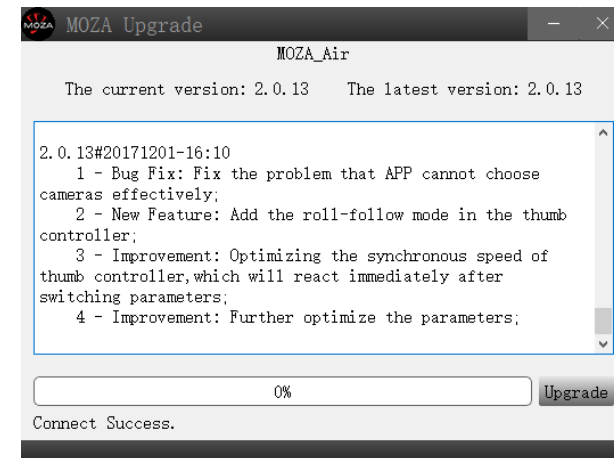 MOZA MOZA Upgrade
MOZA_Air
The current version: 2.0.13 The latest version: 2.0.13
2.0.13#20171201-16:10
1 - Bug Fix: Fix the problem that APP cannot choose
cameras effectively;
2 - New Feature: Add the roll-follow mode in the thumb
controller;
3 - Improvement: Optimizing the synchronous speed of
thumb controller,which will react immediately after
switching parameters;
4 - Improvement: Further optimize the parameters;
0% Upgrade
Connect Success.